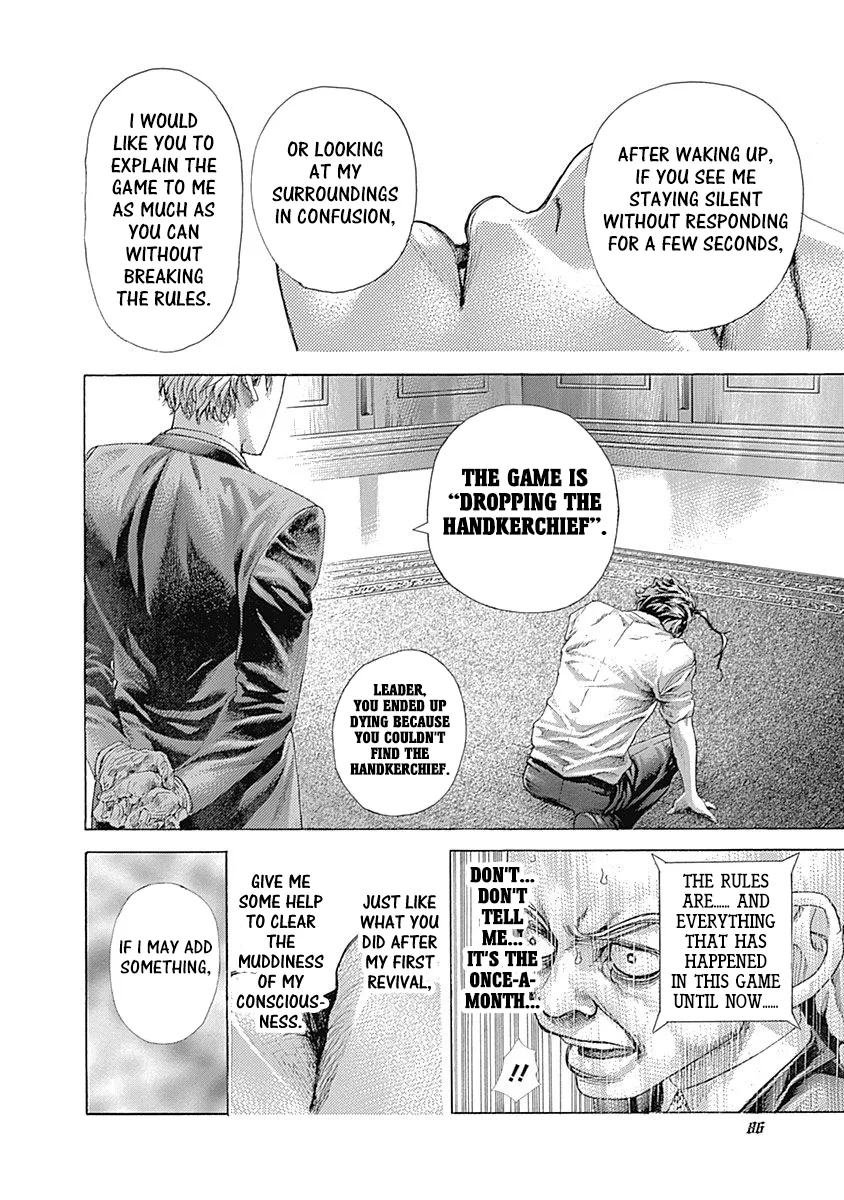 AFTER WAKING UP,
IF YOU SEE ME
STAYING SILENT
WITHOUT RESPONDING
FOR A FEW SECONDS,
OR LOOKING
AT MY
SURROUNDINGS
IN CONFUSION,
I WOULD
LIKE YOU TO
EXPLAIN THE
GAME TO ME
AS MUCH AS
YOU CAN
WITHOUT
BREAKING
THE RULES.
THE GAME IS
“DROPPING THE
HANDKERCHIEF”.
LEADER,
YOU ENDED UP
DYING BECAUSE
YOU COULDN'T
FIND THE
HANDKERCHIEF.
THE RULES
ARE...... AND
EVERYTHING
THAT HAS
HAPPENED
IN THIS GAME
UNTIL NOW......
DON'T...
DON'T
TELL
ME...
IT'S THE
ONCE-A-
MONTH...
!!
JUST LIKE
WHAT YOU
DID AFTER
MY FIRST
REVIVAL,
GIVE ME
SOME HELP
TO CLEAR
THE
MUDDINESS
OF MY
CONSCIOUS-
NESS.
IF I MAY ADD
SOMETHING,
86